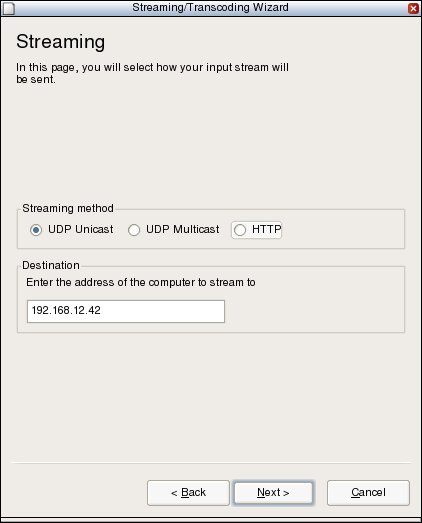 Streaming/Transcoding Wizard
Streaming
In this page, you will select how your input stream will
be sent.
Streaming method
UDP Unicast UDP Multicast HTTP
Destination
Enter the address of the computer to stream to
192.168.12.42
< Back Next > Cancel